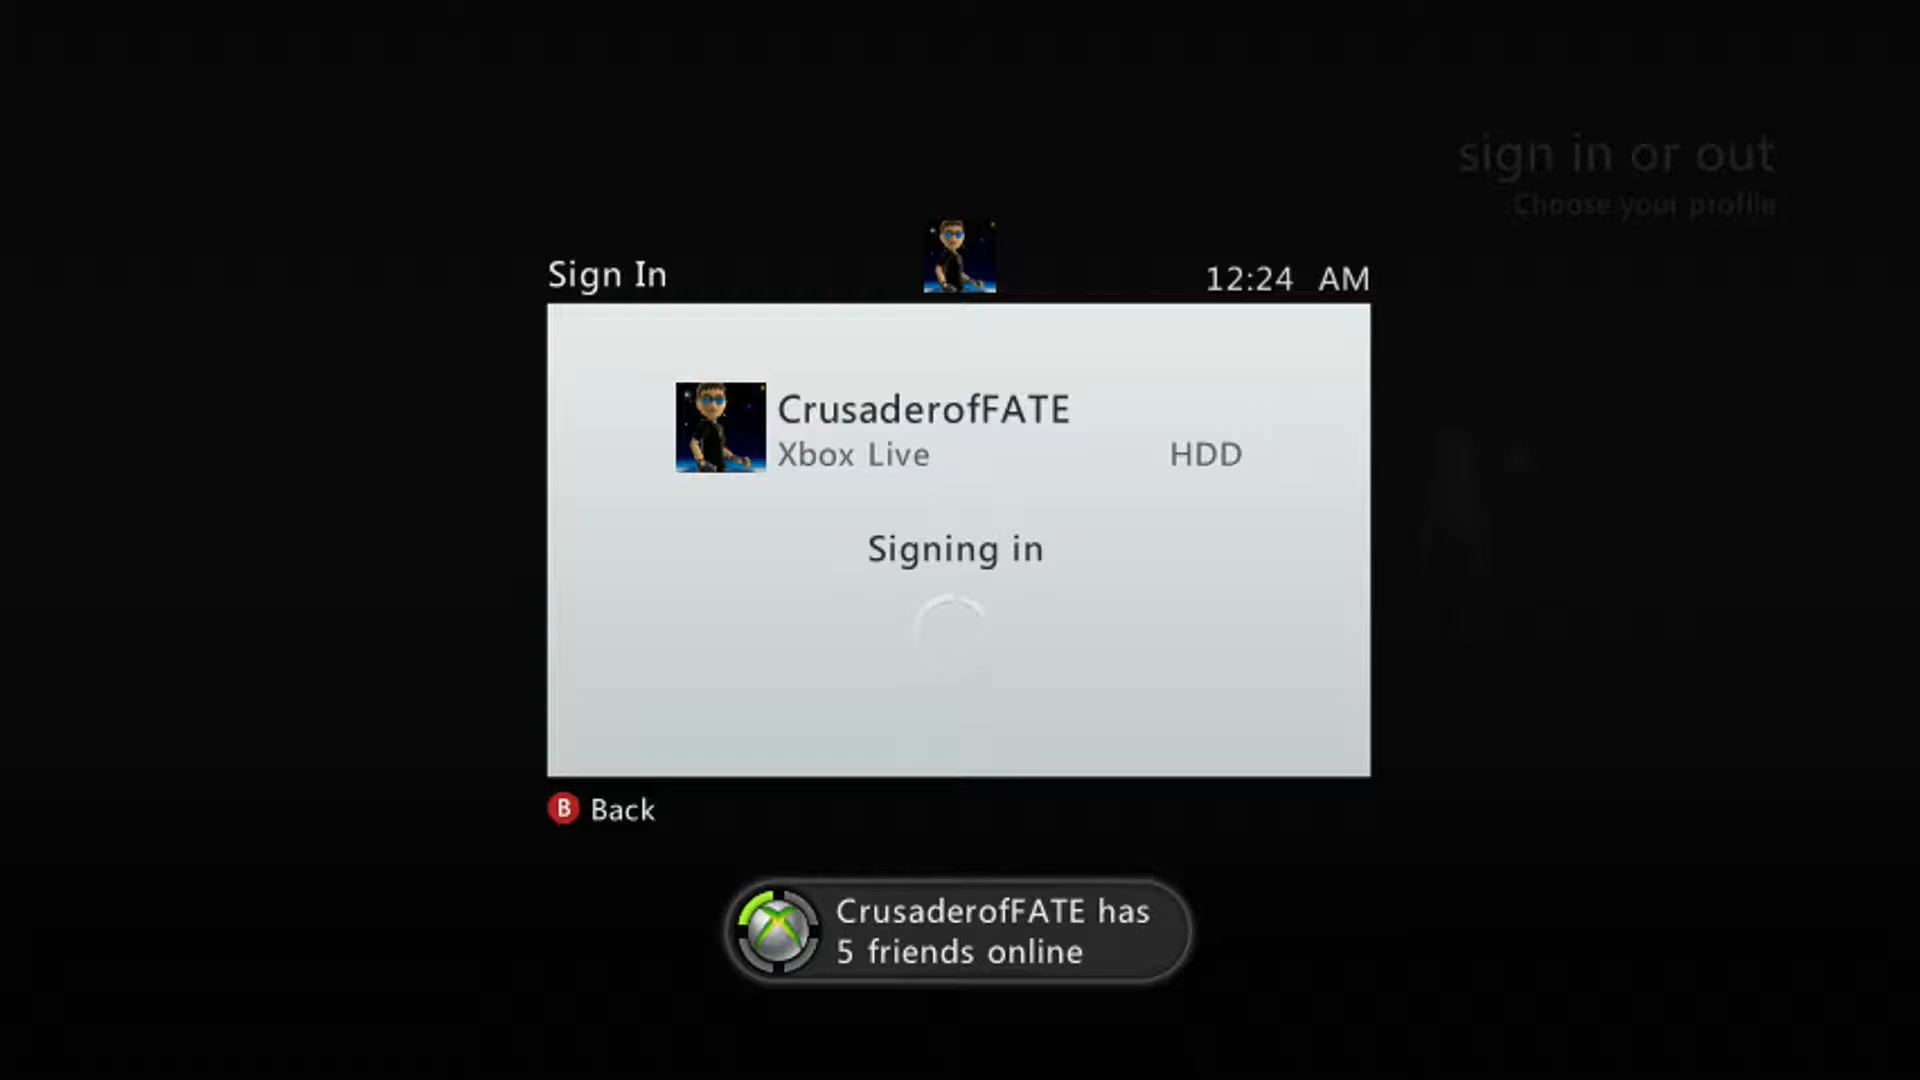 sign in or out
Choose your profile
Sign In
12:24 AM
CrusaderofFATE
Xbox Live
HDD
Signing in
B Back
CrusaderofFATE has
5 friends online